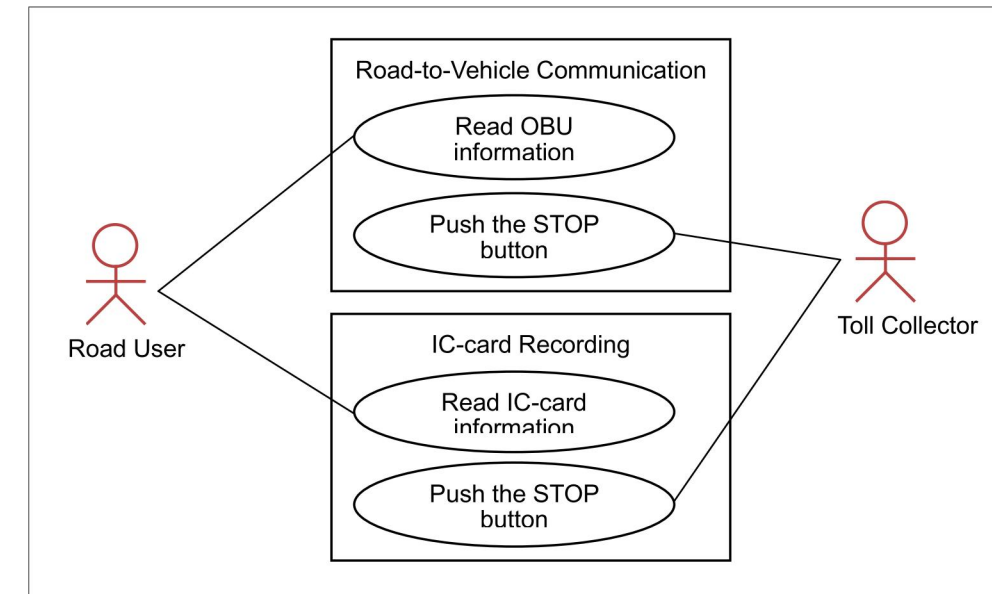 Road-to-Vehicle Communication
Read OBU
information
Push the STOP
button
Road User
Toll Collector
IC-card Recording
Read IC-card
information
Push the STOP
button